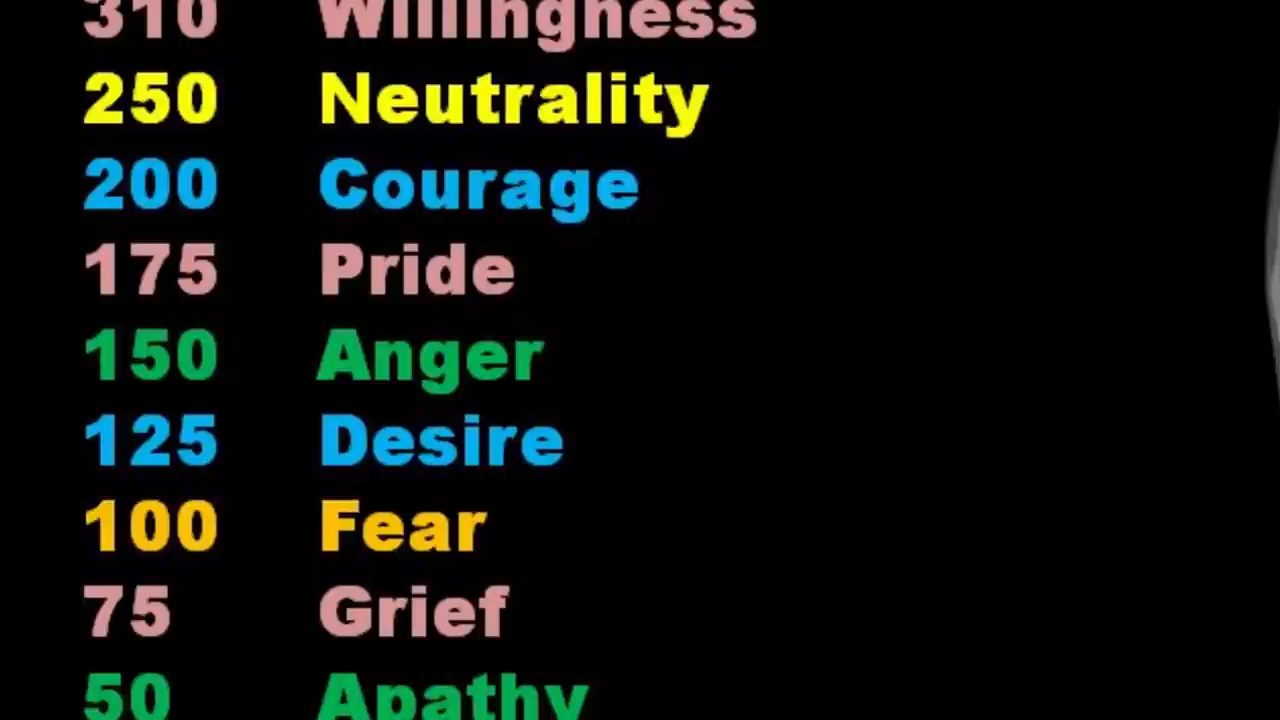 310 Willingness
250 Neutrality
200 Courage
175 Pride
150 Anger
125 Desire
100 Fear
75 Grief
50 Apathy